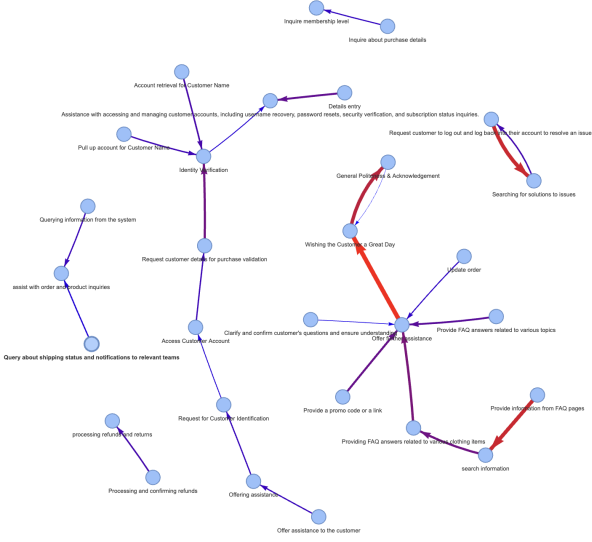 Inquire membership level
Inquire about purchase details
Account retrieval for Customer Name
Details entry
Assistance with accessing and managing customer accounts, including username recovery, password resets, security verification, and subscription status inquiries.
Request customer to log out and log back into their account to resolve an issue
Pull up account for Customer Name
Identity Verification
General Politeness & Acknowledgement
Searching for solutions to issues
Querying information from the system
Wishing the Customer a Great Day
Request customer details for purchase validation
Update order
assist with order and product inquiries
Clarify and confirm customer's questions and ensure understanding
Provide FAQ answers related to various topics
Offer further assistance
Access Customer Account
Query about shipping status and notifications to relevant teams
Provide a promo code or a link
Provide information from FAQ pages
Request for Customer Identification
processing refunds and returns
Providing FAQ answers related to various clothing items
search information
Processing and confirming refunds
Offering assistance
Offer assistance to the customer